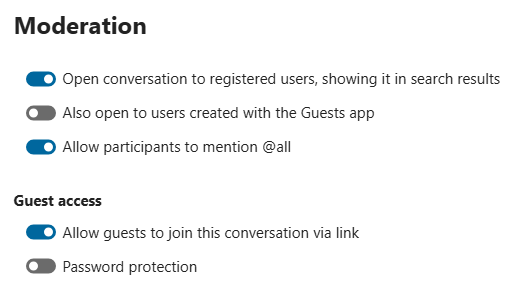 Moderation
Open conversation to registered users, showing it in search results
Also open to users created with the Guests app
Allow participants to mention @all
Guest access
Allow guests to join this conversation via link
Password protection